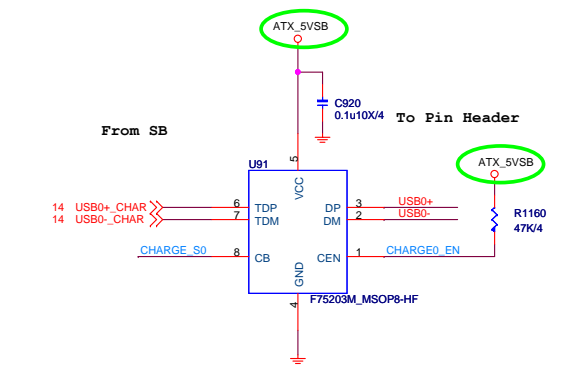 ATX_5VSB
C920
0.1u10X/4
To Pin Header
From SB
ATX_5VSB
U91
5
VCC
14 USB0+_CHAR
6
TDP
DP
3
USB0+
14 USB0-_CHAR
7
TDM
DM
2
USB0-
R1160
47K/4
CHARGE_S0
8
CB
CEN
1
CHARGE0_EN
GND
4
F75203M_MSOP8-HF